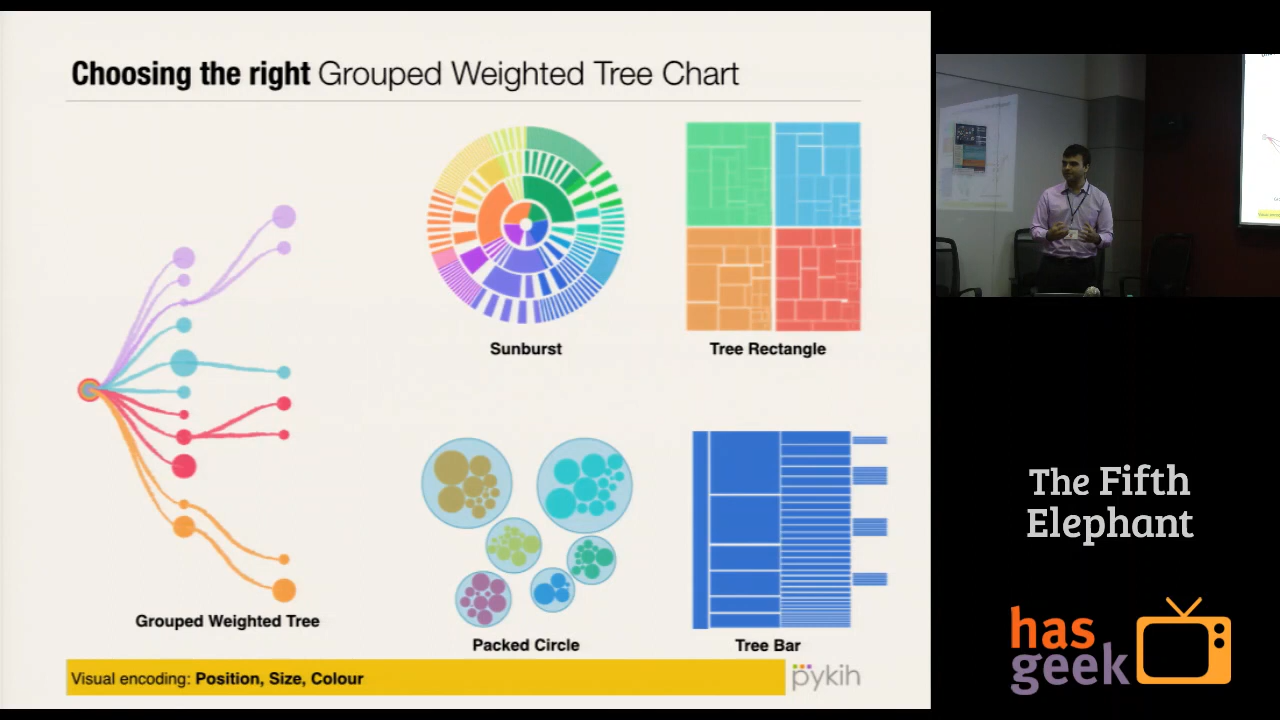 Choosing the right Grouped Weighted Tree Chart
Sunburst
Tree Rectangle
Grouped Weighted Tree
Packed Circle
Tree Bar
Visual encoding: Position, Size, Colour
pykih
The Fifth
Elephant
has
geek